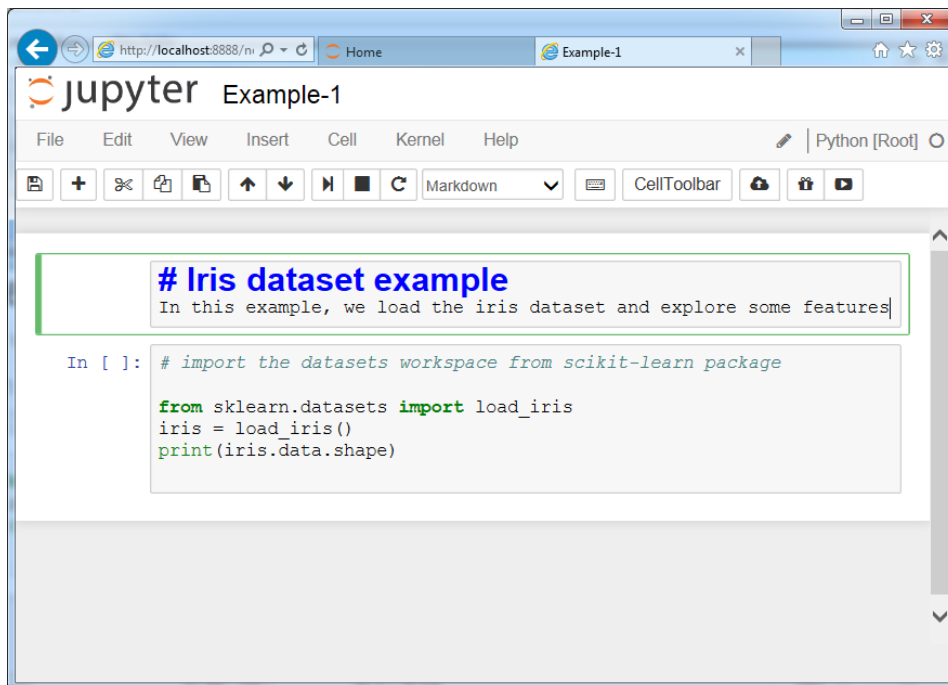 http://localhost:8888/n
Home
Example-1
jupyter Example-1
File Edit View Insert Cell Kernel Help Python [Root]
Markdown CellToolbar
# Iris dataset example
In this example, we load the iris dataset and explore some features
In [ ]: # import the datasets workspace from scikit-learn package
from sklearn.datasets import load_iris
iris = load_iris()
print(iris.data.shape)